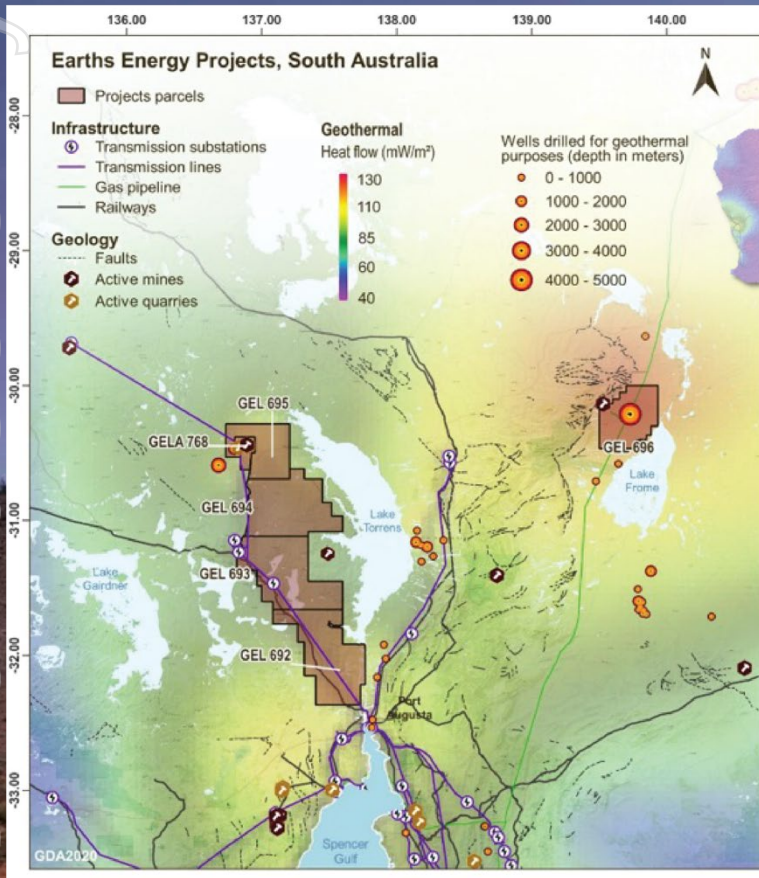 136.00
137.00
138.00
139.00
140.00
Earths Energy Projects, South Australia
N
Projects parcels
Infrastructure
Transmission substations
Transmission lines
Gas pipeline
Railways
Geology
Faults
Active mines
Active quarries
Geothermal
Heat flow (mW/m²)
130
110
85
60
40
Wells drilled for geothermal
purposes (depth in meters)
0 - 1000
1000 - 2000
2000 - 3000
3000 - 4000
4000 - 5000
-28.00
-29.00
-30.00
-31.00
-32.00
-33.00
GEL 695
GELA 768
GEL 696
Lake
Frome
GEL 694
Lake
Torrens
GEL 693
Lake
Gairdner
GEL 692
Port
Augusta
Spencer
Gulf
GDA2020